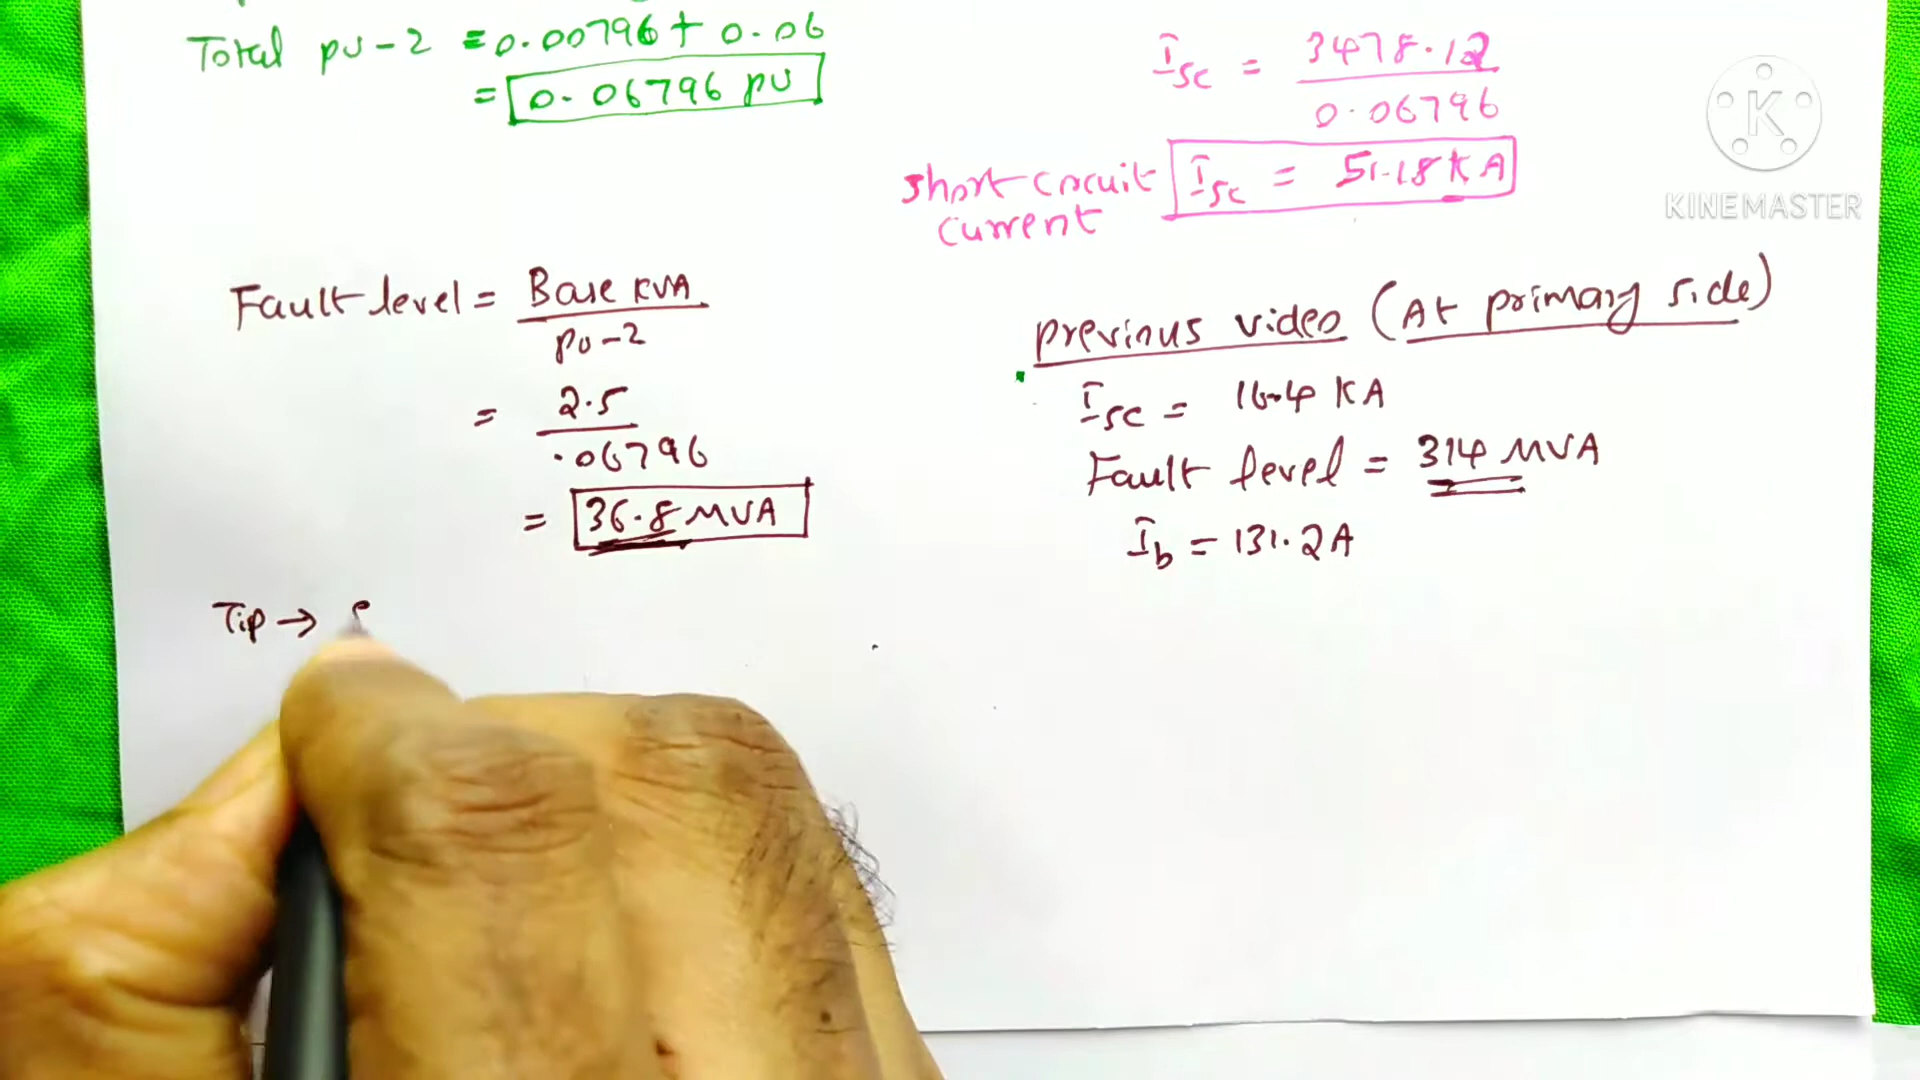 Total pu-2 = 0.00796 + 0.06
= 0.06796 pu
Isc = 3478.12
0.06796
short circuit Isc = 51.18 KA
current
Fault level = Base KVA
pu-2
= 2.5
.06796
= 36.8 MVA
Tip →
previous video (At primary side)
Isc = 16.4 KA
Fault level = 314 MVA
Ib = 131.2A
K
KINEMASTER